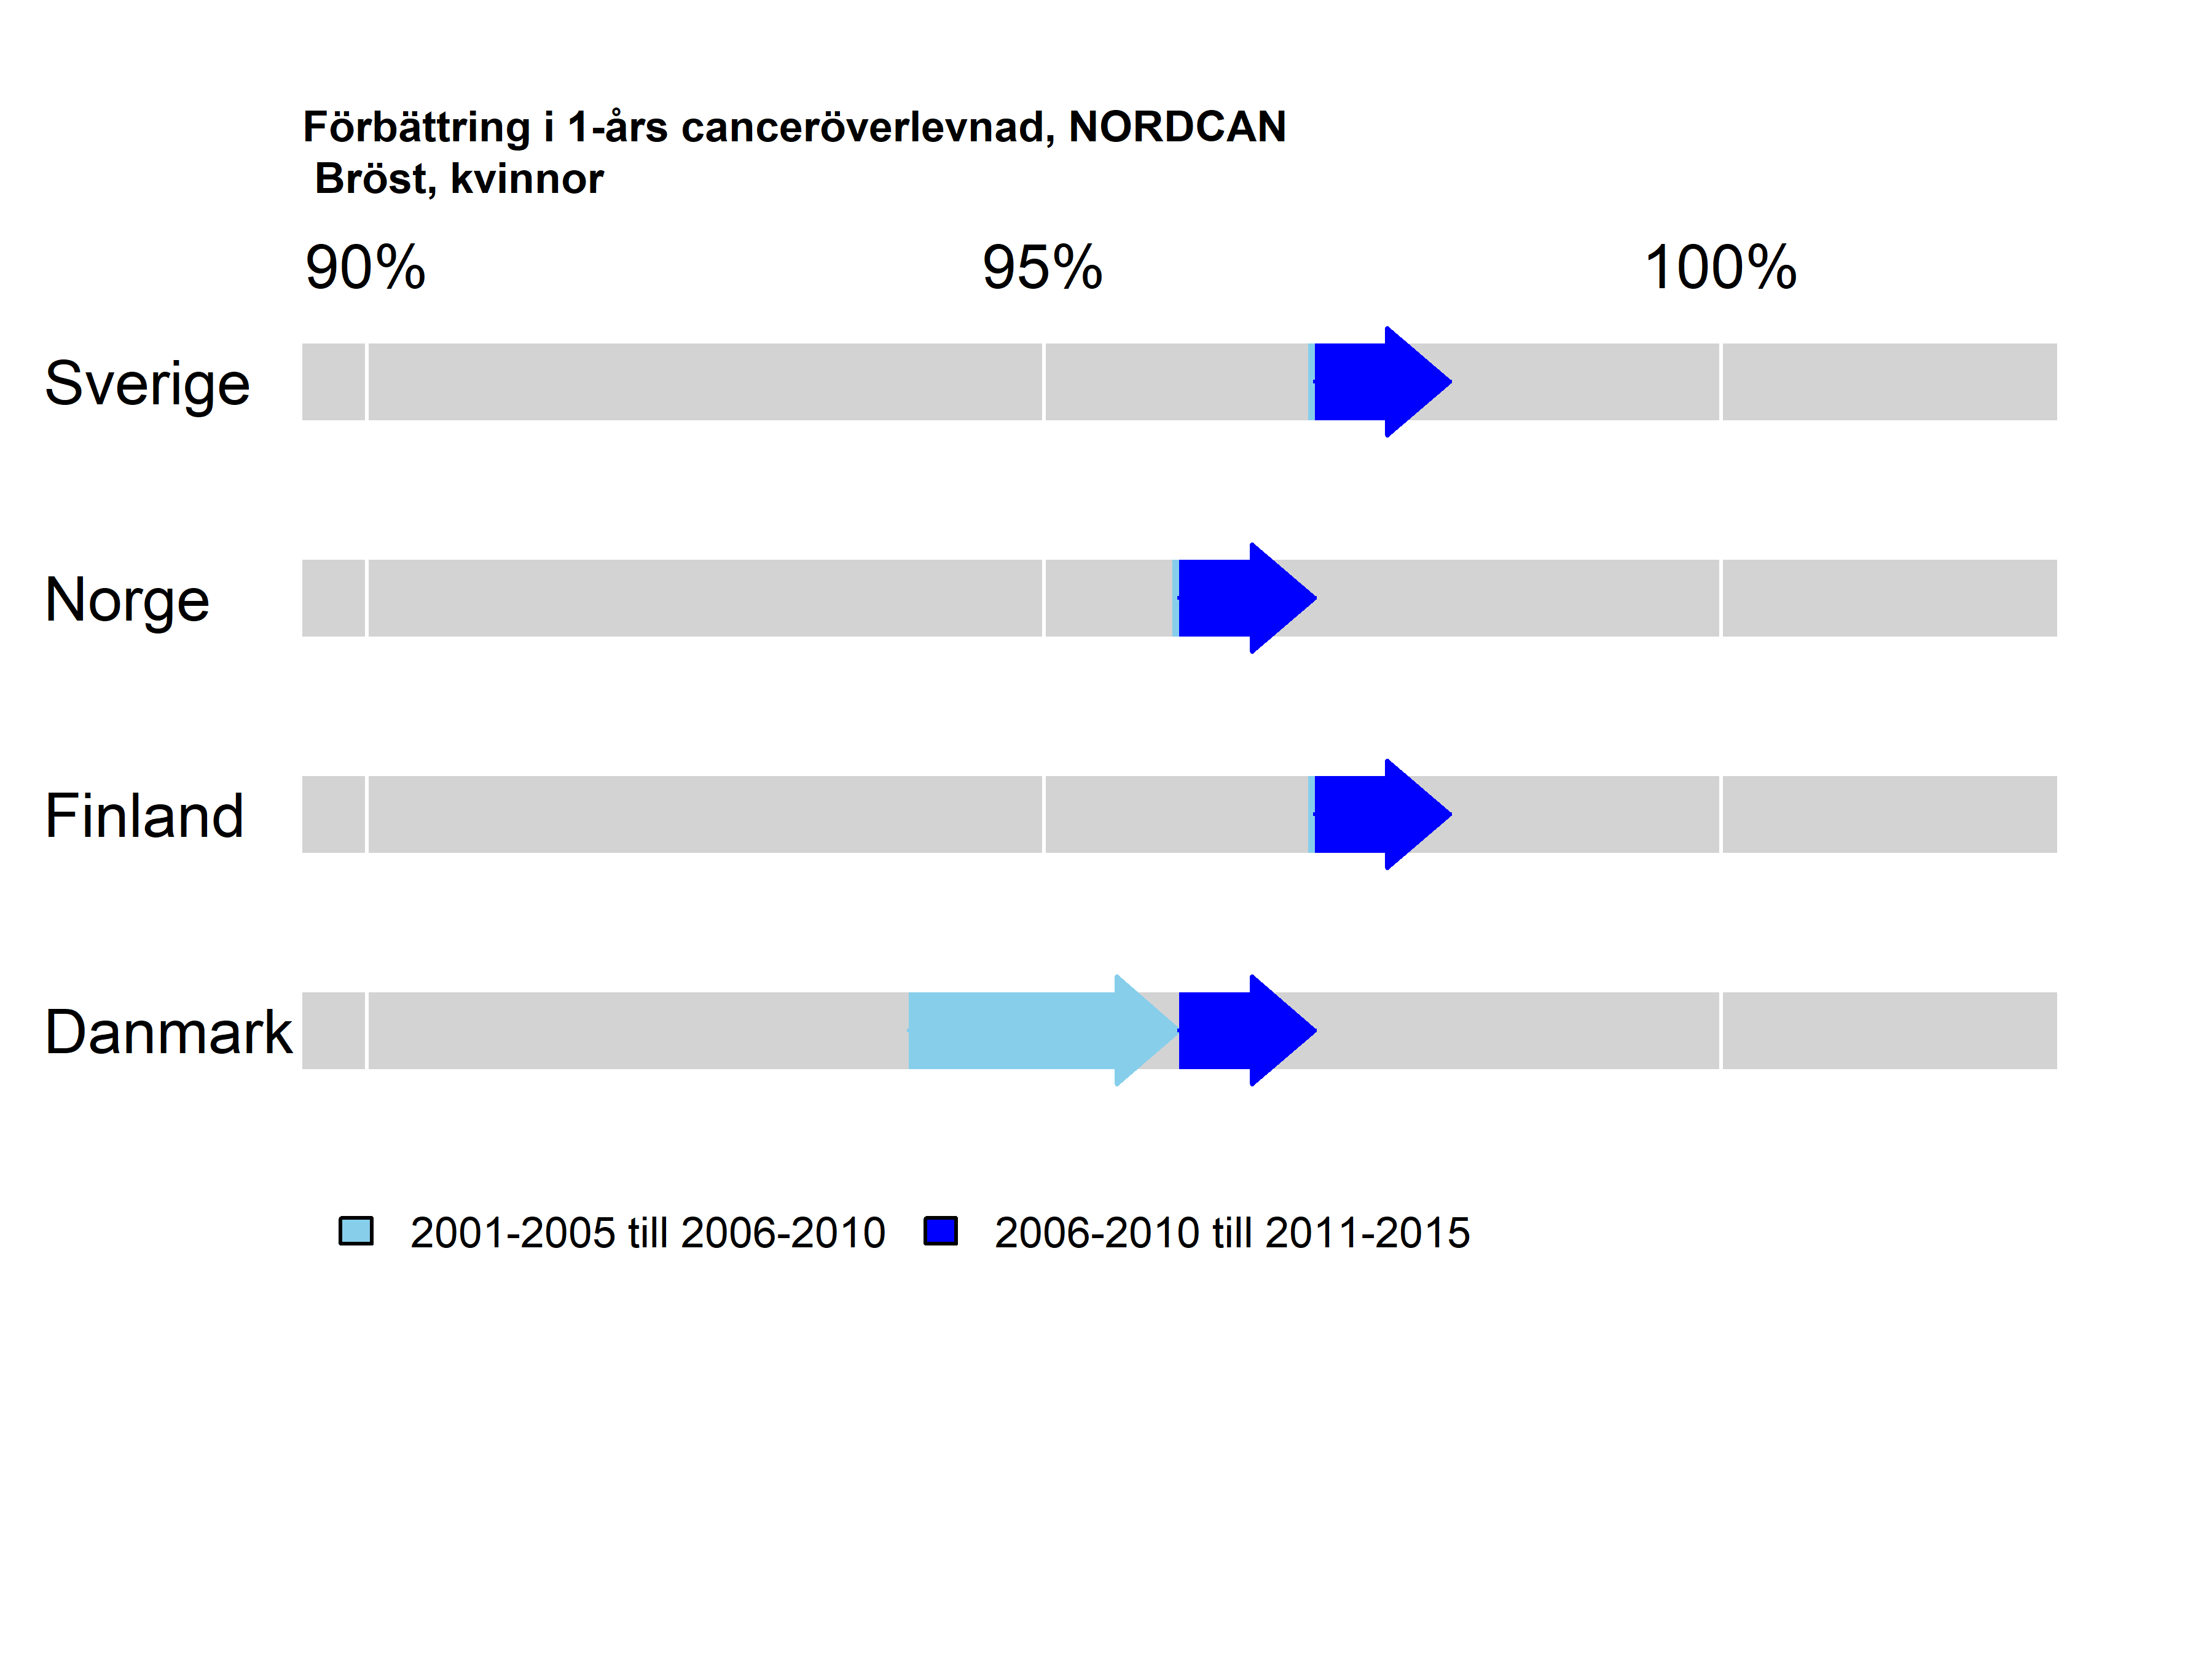 Förbättring i 1-års canceröverlevnad, NORDCAN
Bröst, kvinnor
90% 95% 100%
Sverige
Norge
Finland
Danmark
2001-2005 till 2006-2010 2006-2010 till 2011-2015